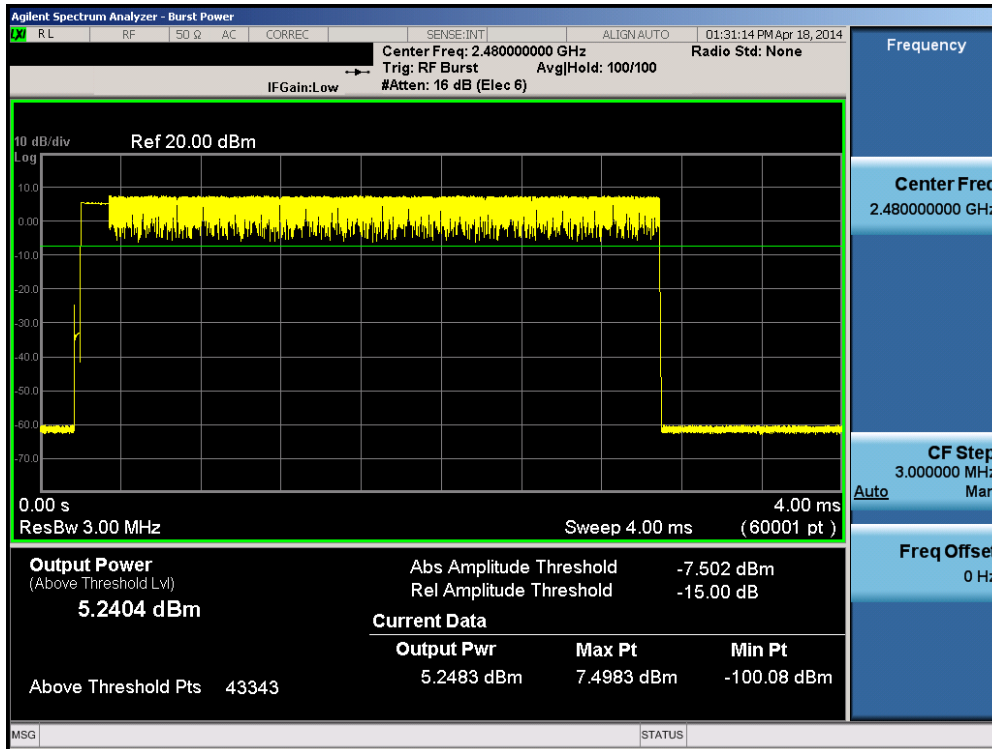 Agilent Spectrum Analyzer - Burst Power
LXI RL RF 50 Ω AC CORREC SENSE:INT ALIGN AUTO 01:31:14 PM Apr 18, 2014
Center Freq: 2.480000000 GHz Radio Std: None
Trig: RF Burst Avg|Hold: 100/100
IFGain:Low #Atten: 16 dB (Elec 6)
10 dB/div Ref 20.00 dBm
Log
10.0
0.00
-10.0
-20.0
-30.0
-40.0
-50.0
-60.0
-70.0
0.00 s 4.00 ms
ResBw 3.00 MHz Sweep 4.00 ms (60001 pt)
Output Power
(Above Threshold Lvl)
5.2404 dBm
Above Threshold Pts 43343
Abs Amplitude Threshold -7.502 dBm
Rel Amplitude Threshold -15.00 dB
Current Data
Output Pwr Max Pt Min Pt
5.2483 dBm 7.4983 dBm -100.08 dBm
MSG STATUS
Frequency
Center Freq
2.480000000 GHz
CF Step
3.000000 MHz
Auto Man
Freq Offset
0 Hz